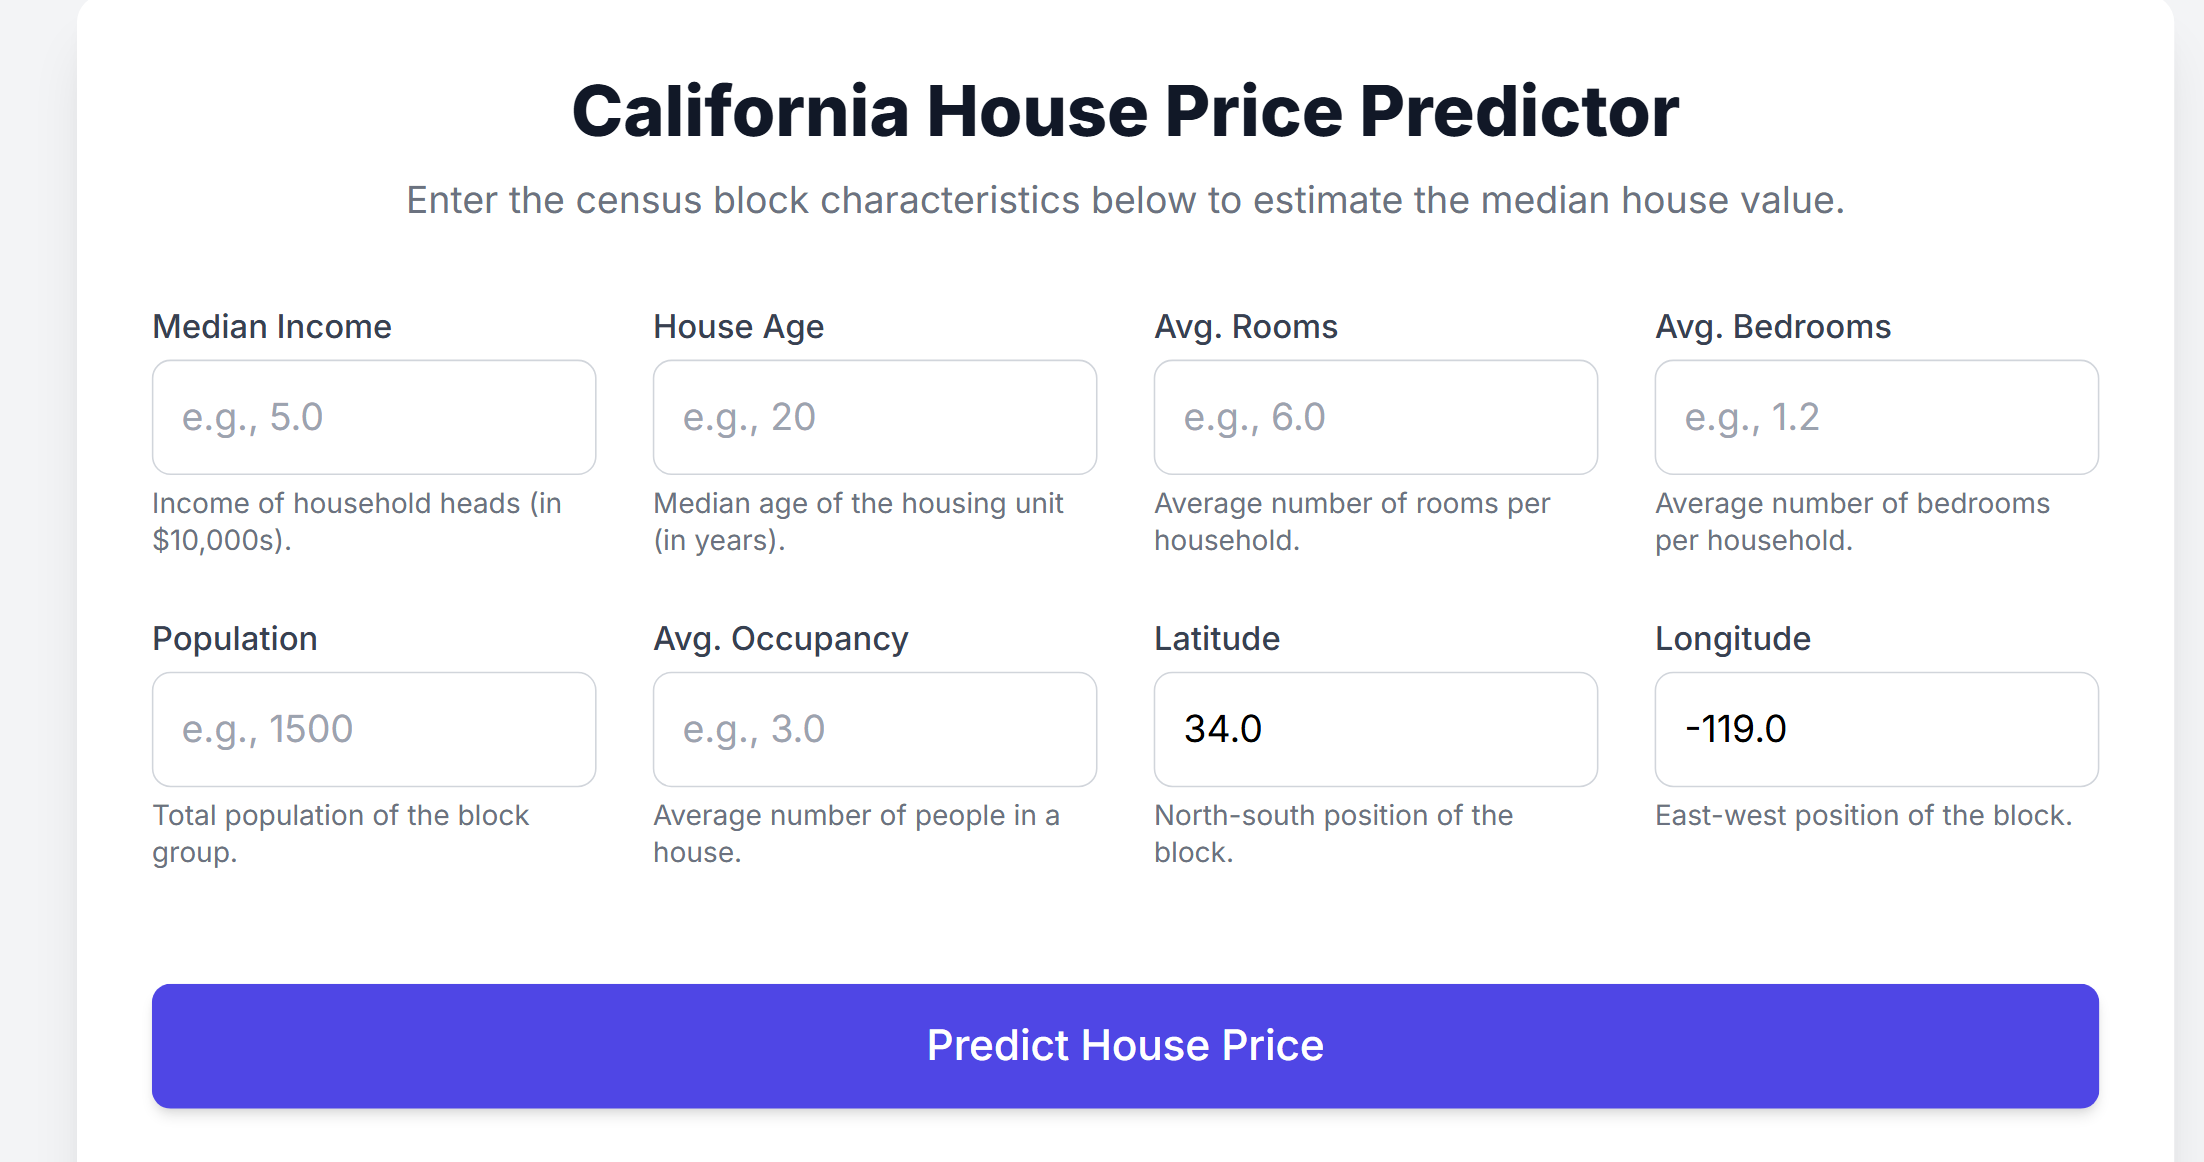 California House Price Predictor
Enter the census block characteristics below to estimate the median house value.
Median Income
e.g., 5.0
Income of household heads (in
$10,000s).
House Age
e.g., 20
Median age of the housing unit
(in years).
Avg. Rooms
e.g., 6.0
Average number of rooms per
household.
Avg. Bedrooms
e.g., 1.2
Average number of bedrooms
per household.
Population
e.g., 1500
Total population of the block
group.
Avg. Occupancy
e.g., 3.0
Average number of people in a
house.
Latitude
34.0
North-south position of the
block.
Longitude
-119.0
East-west position of the block.
Predict House Price